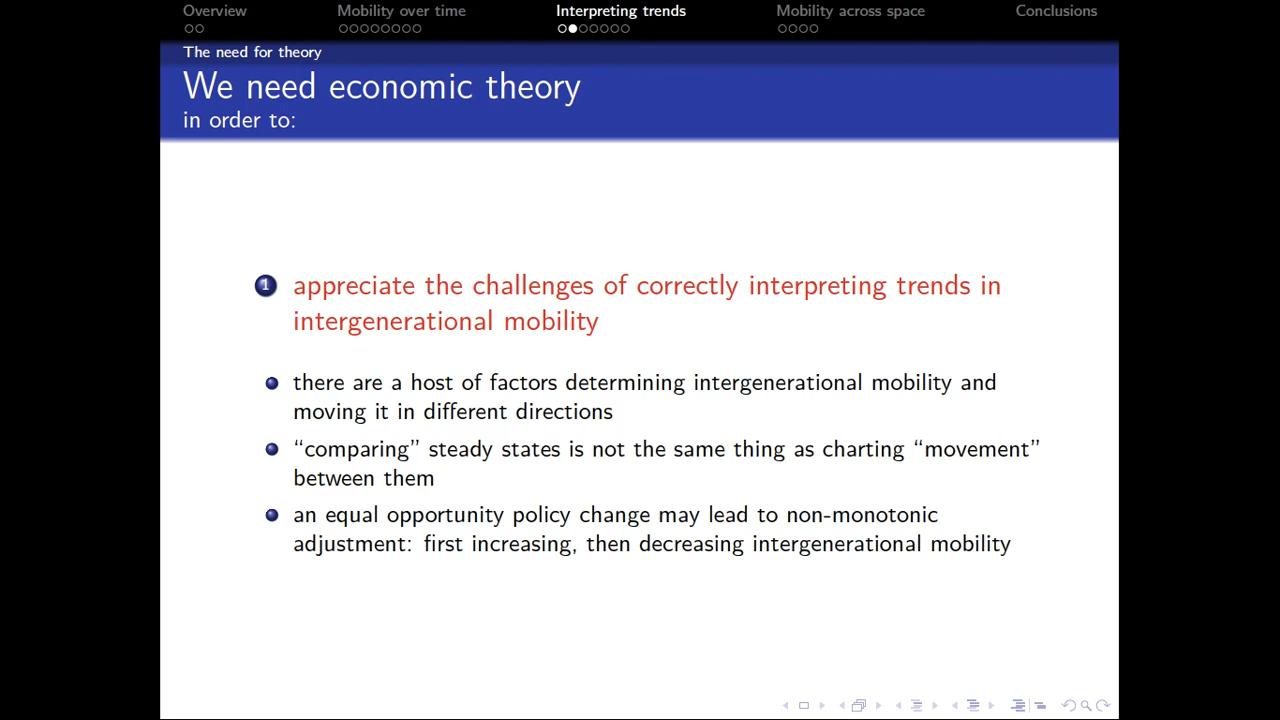 Overview Mobility over time Interpreting trends Mobility across space Conclusions
The need for theory
We need economic theory
in order to:
1 appreciate the challenges of correctly interpreting trends in
intergenerational mobility
there are a host of factors determining intergenerational mobility and
moving it in different directions
“comparing” steady states is not the same thing as charting “movement”
between them
an equal opportunity policy change may lead to non-monotonic
adjustment: first increasing, then decreasing intergenerational mobility